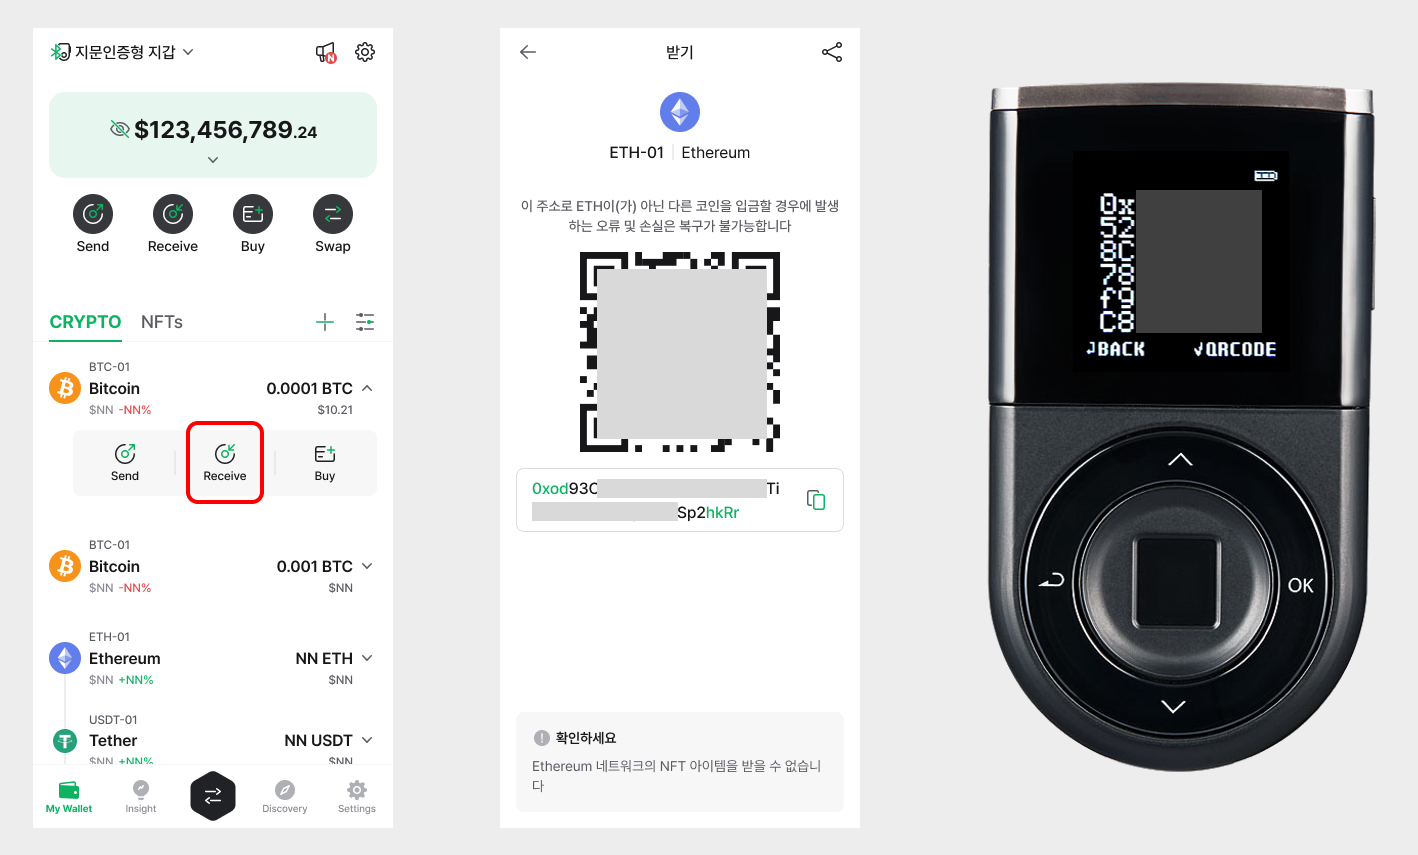 지문인증형 지갑
N
$123,456,789.24
Send
Receive
Buy
Swap
CRYPTO
NFTs
BTC-01
Bitcoin
0.0001 BTC
$NN -NN%
$10.21
Send
Receive
Buy
BTC-01
Bitcoin
0.001 BTC
$NN -NN%
$NN
ETH-01
Ethereum
NN ETH
$NN +NN%
$NN
USDT-01
Tether
NN USDT
$NN +NN%
$NN
My Wallet
Insight
Discovery
Settings
받기
ETH-01
Ethereum
이 주소로 ETH이(가) 아닌 다른 코인을 입금할 경우에 발생
하는 오류 및 손실은 복구가 불가능합니다
0xod93C
Ti
Sp2hkRr
확인하세요
Ethereum 네트워크의 NFT 아이템을 받을 수 없습니
다
0x
52
8C
78
f9
C8
BACK
QRCODE
OK